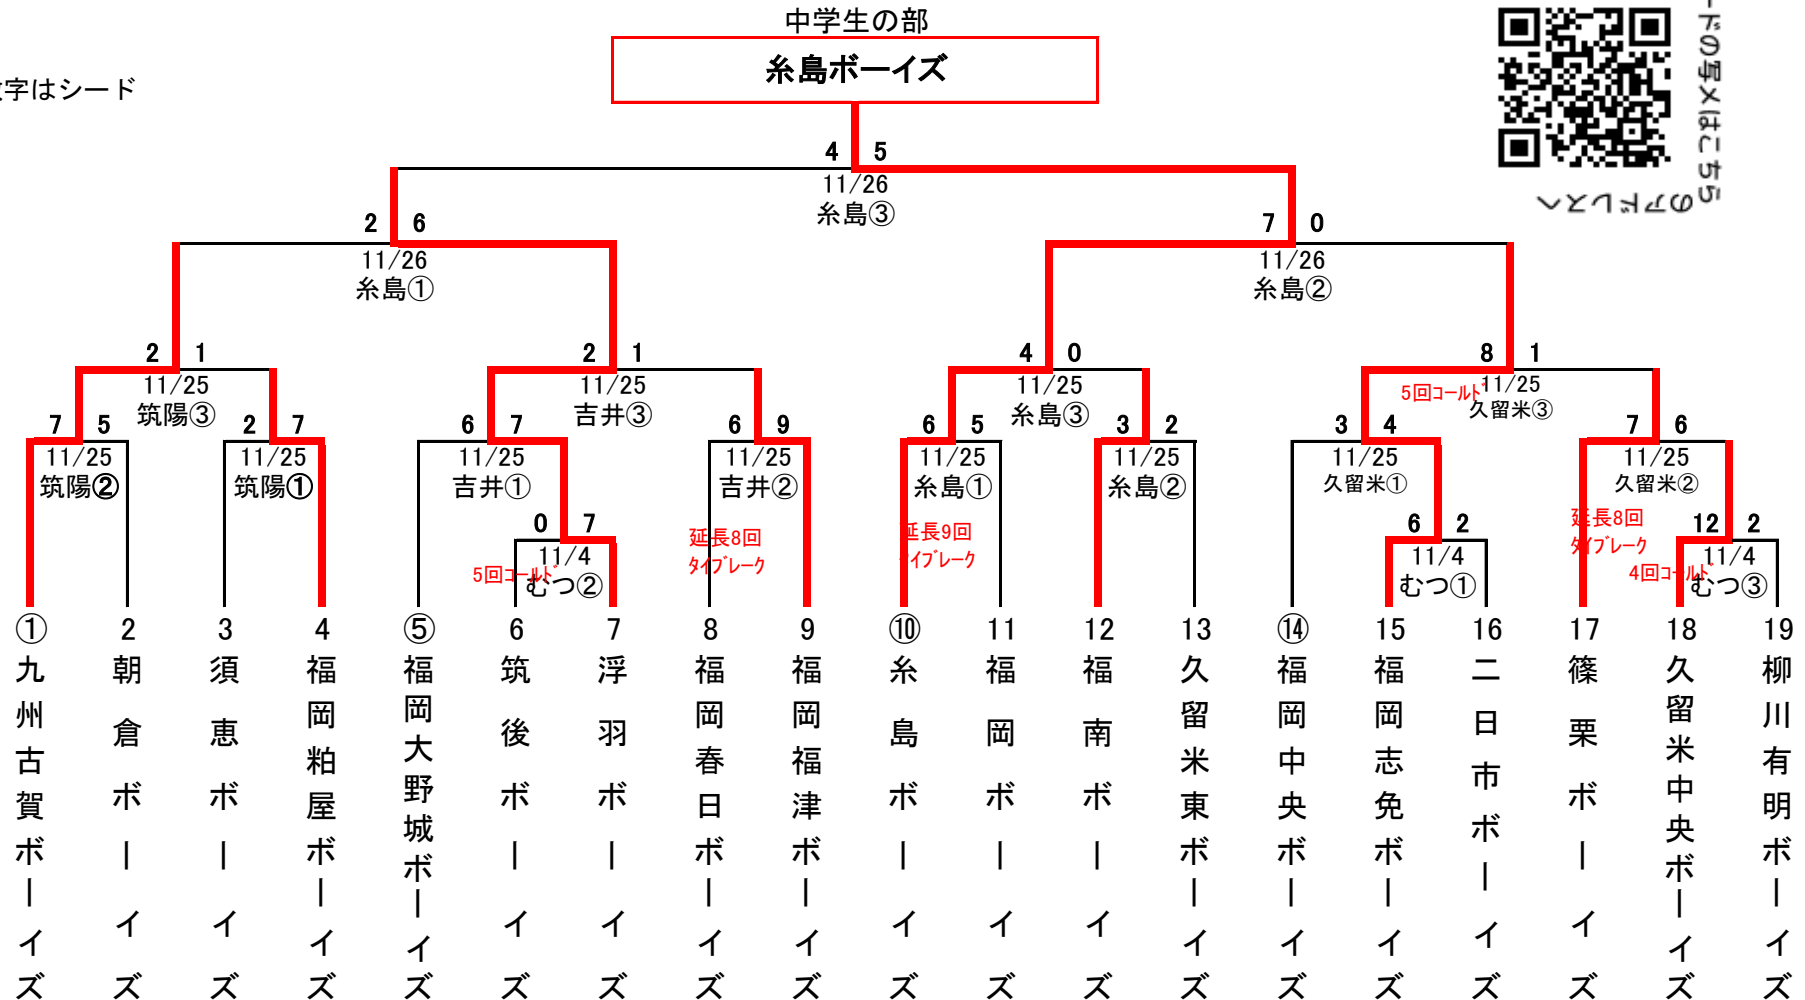 中学生の部
糸島ボーイズ
字はシード
ードの写メはこちら
のアドレスへ
4 5
11/26
糸島③
2 6
11/26
糸島①
7 0
11/26
糸島②
2 1
11/25
筑陽③
2 1
11/25
吉井③
4 0
11/25
糸島③
8 1
5回コールド
11/25
久留米③
7 5
11/25
筑陽②
2 7
11/25
筑陽①
6 7
11/25
吉井①
6 9
11/25
吉井②
6 5
11/25
糸島①
3 2
11/25
糸島②
3 4
11/25
久留米①
7 6
11/25
久留米②
0 7
11/4
むつ②
5回コールド
延長8回
タイブレーク
延長9回
タイブレーク
6 2
11/4
むつ①
延長8回
タイブレーク
12 2
11/4
むつ③
4回コールド
① 九州古賀ボーイズ
2 朝倉ボーイズ
3 須恵ボーイズ
4 福岡粕屋ボーイズ
⑤ 福岡大野城ボーイズ
6 筑後ボーイズ
7 浮羽ボーイズ
8 福岡春日ボーイズ
9 福岡福津ボーイズ
⑩ 糸島ボーイズ
11 福岡ボーイズ
12 福南ボーイズ
13 久留米東ボーイズ
⑭ 福岡中央ボーイズ
15 福岡志免ボーイズ
16 二日市ボーイズ
17 篠栗ボーイズ
18 久留米中央ボーイズ
19 柳川有明ボーイズ